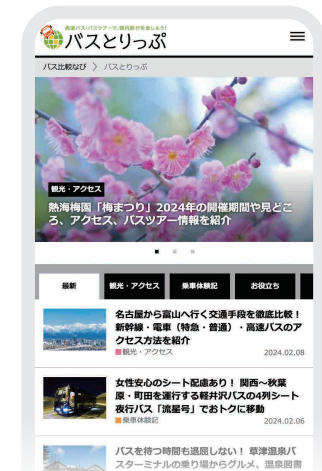 高速バス・バスツアーで、国内旅行を楽しもう!
バスとりっぷ
バス比較なび 〉 バスとりっぷ
観光・アクセス
熱海梅園「梅まつり」2024年の開催期間や見どこ
ろ、アクセス、バスツアー情報を紹介
最新 観光・アクセス 乗車体験記 お役立ち
名古屋から富山へ行く交通手段を徹底比較!
新幹線・電車(特急・普通)・高速バスのア
クセス方法を紹介
観光・アクセス 2024.02.08
女性安心のシート配慮あり! 関西〜秋葉
原・町田を運行する軽井沢バスの4列シート
夜行バス「流星号」でおトクに移動
乗車体験記 2024.02.06
バスを待つ時間も退屈しない! 草津温泉バ
スターミナルの乗り場からグルメ、温泉図書